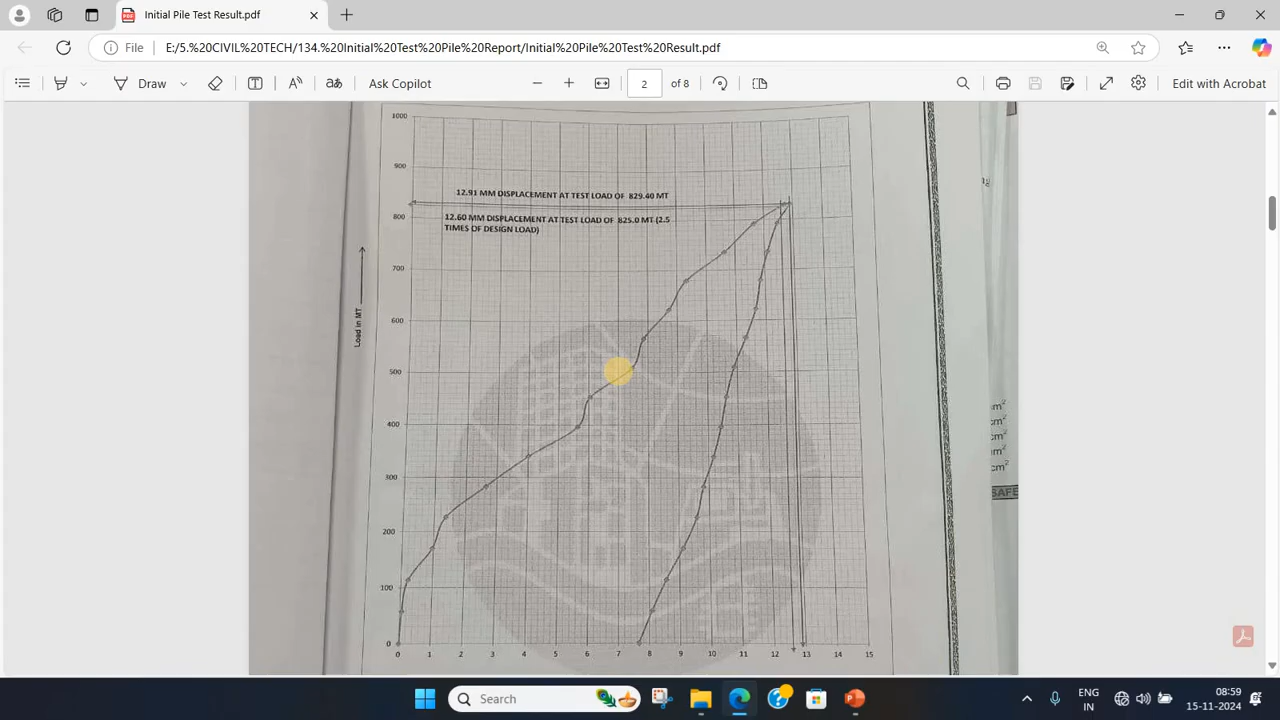 Initial Pile Test Result.pdf
File
E:/5.%20CIVIL%20TECH/134.%20Initial%20Test%20Pile%20Report/Initial%20Pile%20Test%20Result.pdf
Draw
Ask Copilot
2 of 8
Edit with Acrobat
1000
900
12.91 MM DISPLACEMENT AT TEST LOAD OF 829.40 MT
800
12.60 MM DISPLACEMENT AT TEST LOAD OF 825.0 MT (2.5
TIMES OF DESIGN LOAD)
700
600
Load in MT
500
400
300
200
100
0
0 1 2 3 4 5 6 7 8 9 10 11 12 13 14 15
cm²
cm²
cm²
SAFE
Search
ENG
IN
08:59
15-11-2024